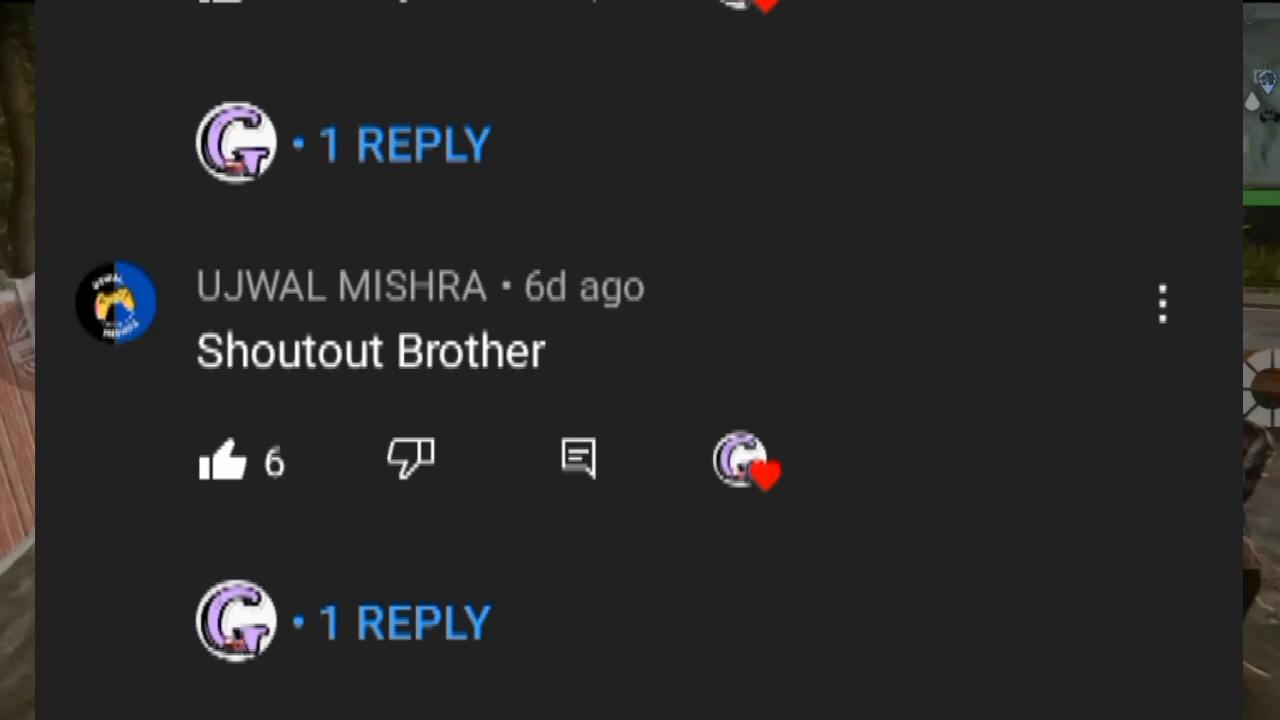 • 1 REPLY
UJWAL MISHRA • 6d ago
Shoutout Brother
6
• 1 REPLY